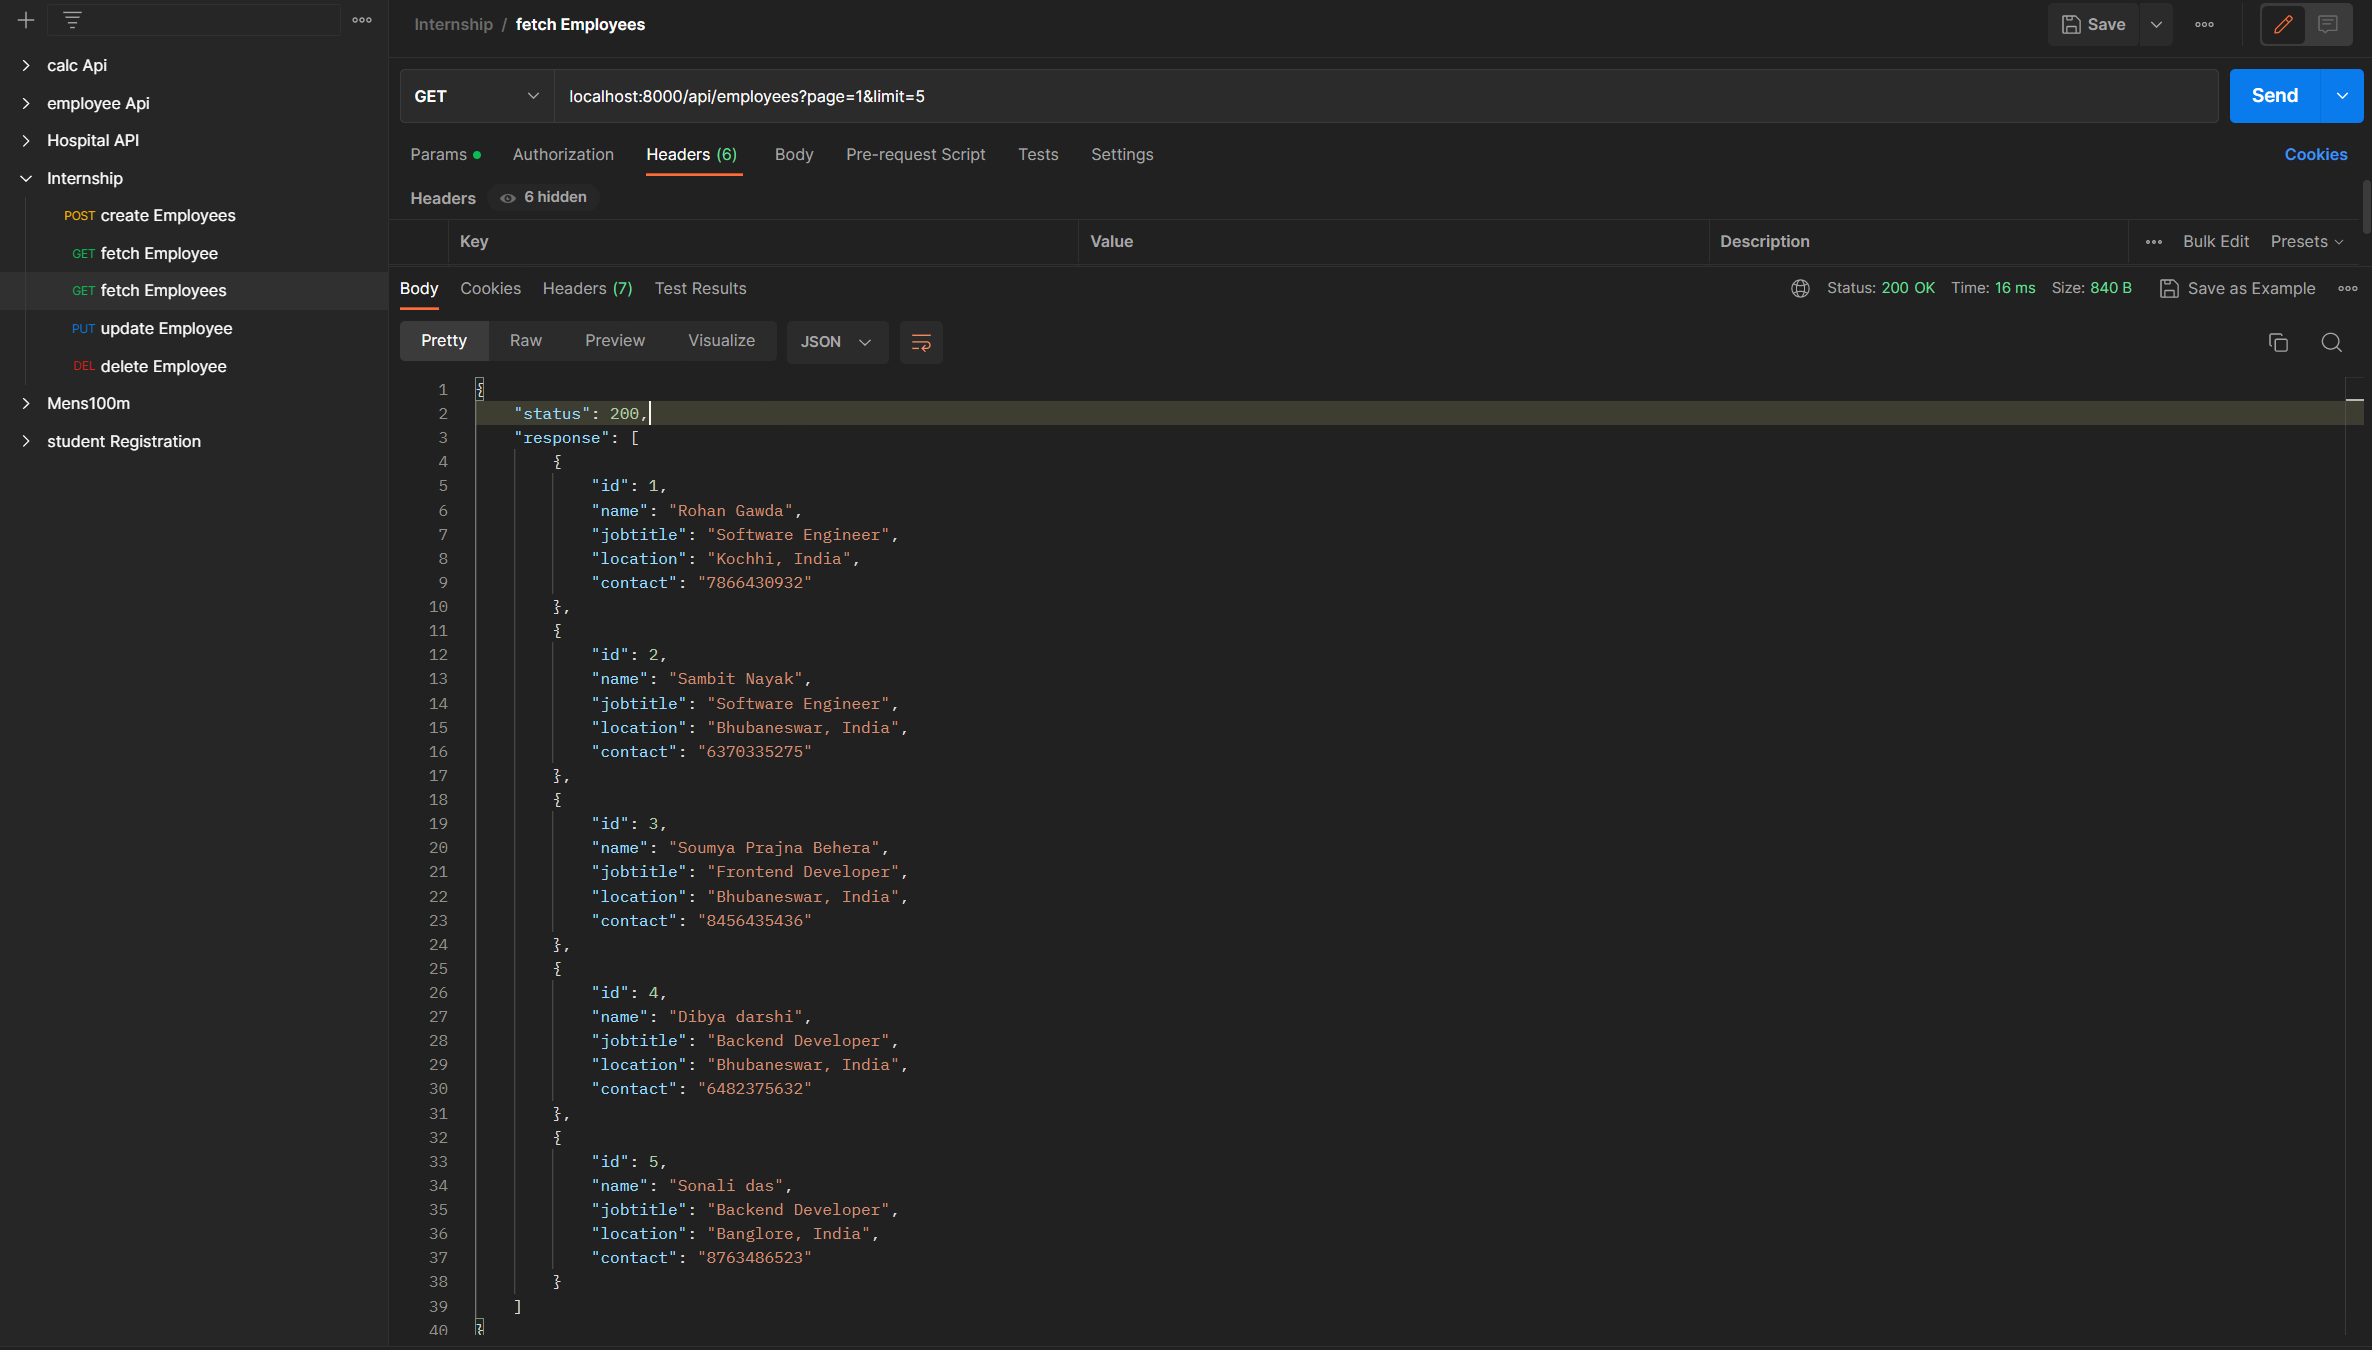 Internship / fetch Employees
Save
calc Api
employee Api
Hospital API
Internship
POST create Employees
GET fetch Employee
GET fetch Employees
PUT update Employee
DEL delete Employee
Mens100m
student Registration
GET localhost:8000/api/employees?page=1&limit=5 Send
Params Authorization Headers (6) Body Pre-request Script Tests Settings Cookies
Headers 6 hidden
Key Value Description Bulk Edit Presets
Body Cookies Headers (7) Test Results Status: 200 OK Time: 16 ms Size: 840 B Save as Example
Pretty Raw Preview Visualize JSON
1 {
2 "status": 200,
3 "response": [
4 {
5 "id": 1,
6 "name": "Rohan Gawda",
7 "jobtitle": "Software Engineer",
8 "location": "Kochhi, India",
9 "contact": "7866430932"
10 },
11 {
12 "id": 2,
13 "name": "Sambit Nayak",
14 "jobtitle": "Software Engineer",
15 "location": "Bhubaneswar, India",
16 "contact": "6370335275"
17 },
18 {
19 "id": 3,
20 "name": "Soumya Prajna Behera",
21 "jobtitle": "Frontend Developer",
22 "location": "Bhubaneswar, India",
23 "contact": "8456435436"
24 },
25 {
26 "id": 4,
27 "name": "Dibya darshi",
28 "jobtitle": "Backend Developer",
29 "location": "Bhubaneswar, India",
30 "contact": "6482375632"
31 },
32 {
33 "id": 5,
34 "name": "Sonali das",
35 "jobtitle": "Backend Developer",
36 "location": "Banglore, India",
37 "contact": "8763486523"
38 }
39 ]
40 }